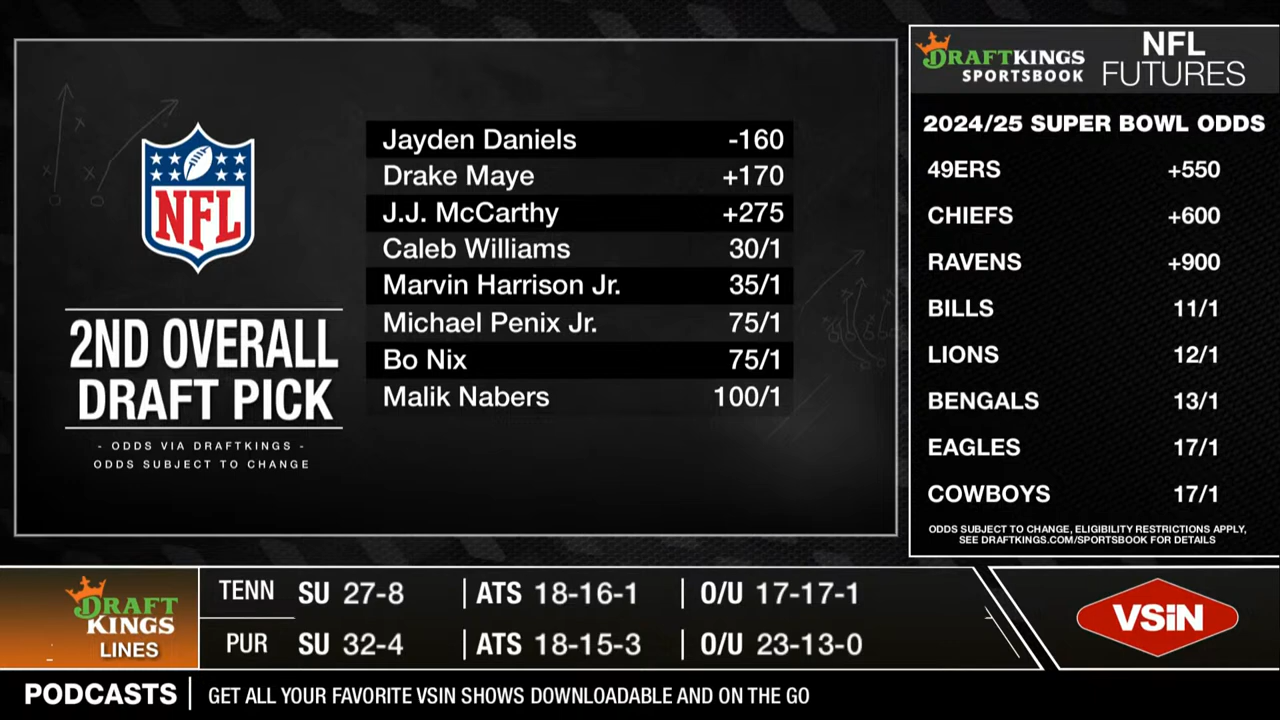 NFL
2ND OVERALL
DRAFT PICK
- ODDS VIA DRAFTKINGS -
ODDS SUBJECT TO CHANGE
Jayden Daniels -160
Drake Maye +170
J.J. McCarthy +275
Caleb Williams 30/1
Marvin Harrison Jr. 35/1
Michael Penix Jr. 75/1
Bo Nix 75/1
Malik Nabers 100/1
DRAFTKINGS
SPORTSBOOK
NFL
FUTURES
2024/25 SUPER BOWL ODDS
49ERS +550
CHIEFS +600
RAVENS +900
BILLS 11/1
LIONS 12/1
BENGALS 13/1
EAGLES 17/1
COWBOYS 17/1
ODDS SUBJECT TO CHANGE, ELIGIBILITY RESTRICTIONS APPLY,
SEE DRAFTKINGS.COM/SPORTSBOOK FOR DETAILS
DRAFT
KINGS
LINES
TENN SU 27-8 | ATS 18-16-1 | O/U 17-17-1
PUR SU 32-4 | ATS 18-15-3 | O/U 23-13-0
VSiN
PODCASTS | GET ALL YOUR FAVORITE VSIN SHOWS DOWNLOADABLE AND ON THE GO